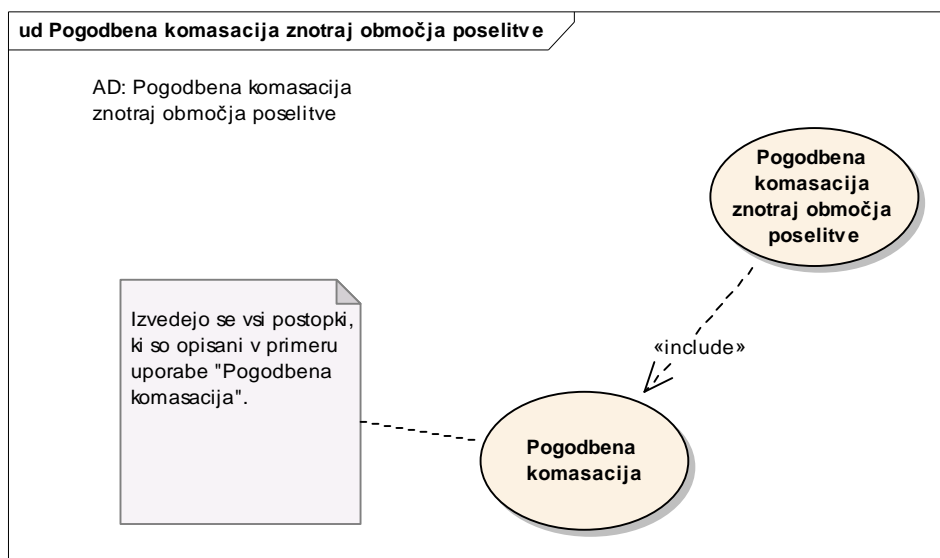 ud Pogodbena komasacija znotraj območja poselitve
AD: Pogodbena komasacija
znotraj območja poselitve
Pogodbena
komasacija
znotraj območja
poselitve
Izvedejo se vsi postopki,
ki so opisani v primeru
uporabe "Pogodbena
komasacija".
«include»
Pogodbena
komasacija